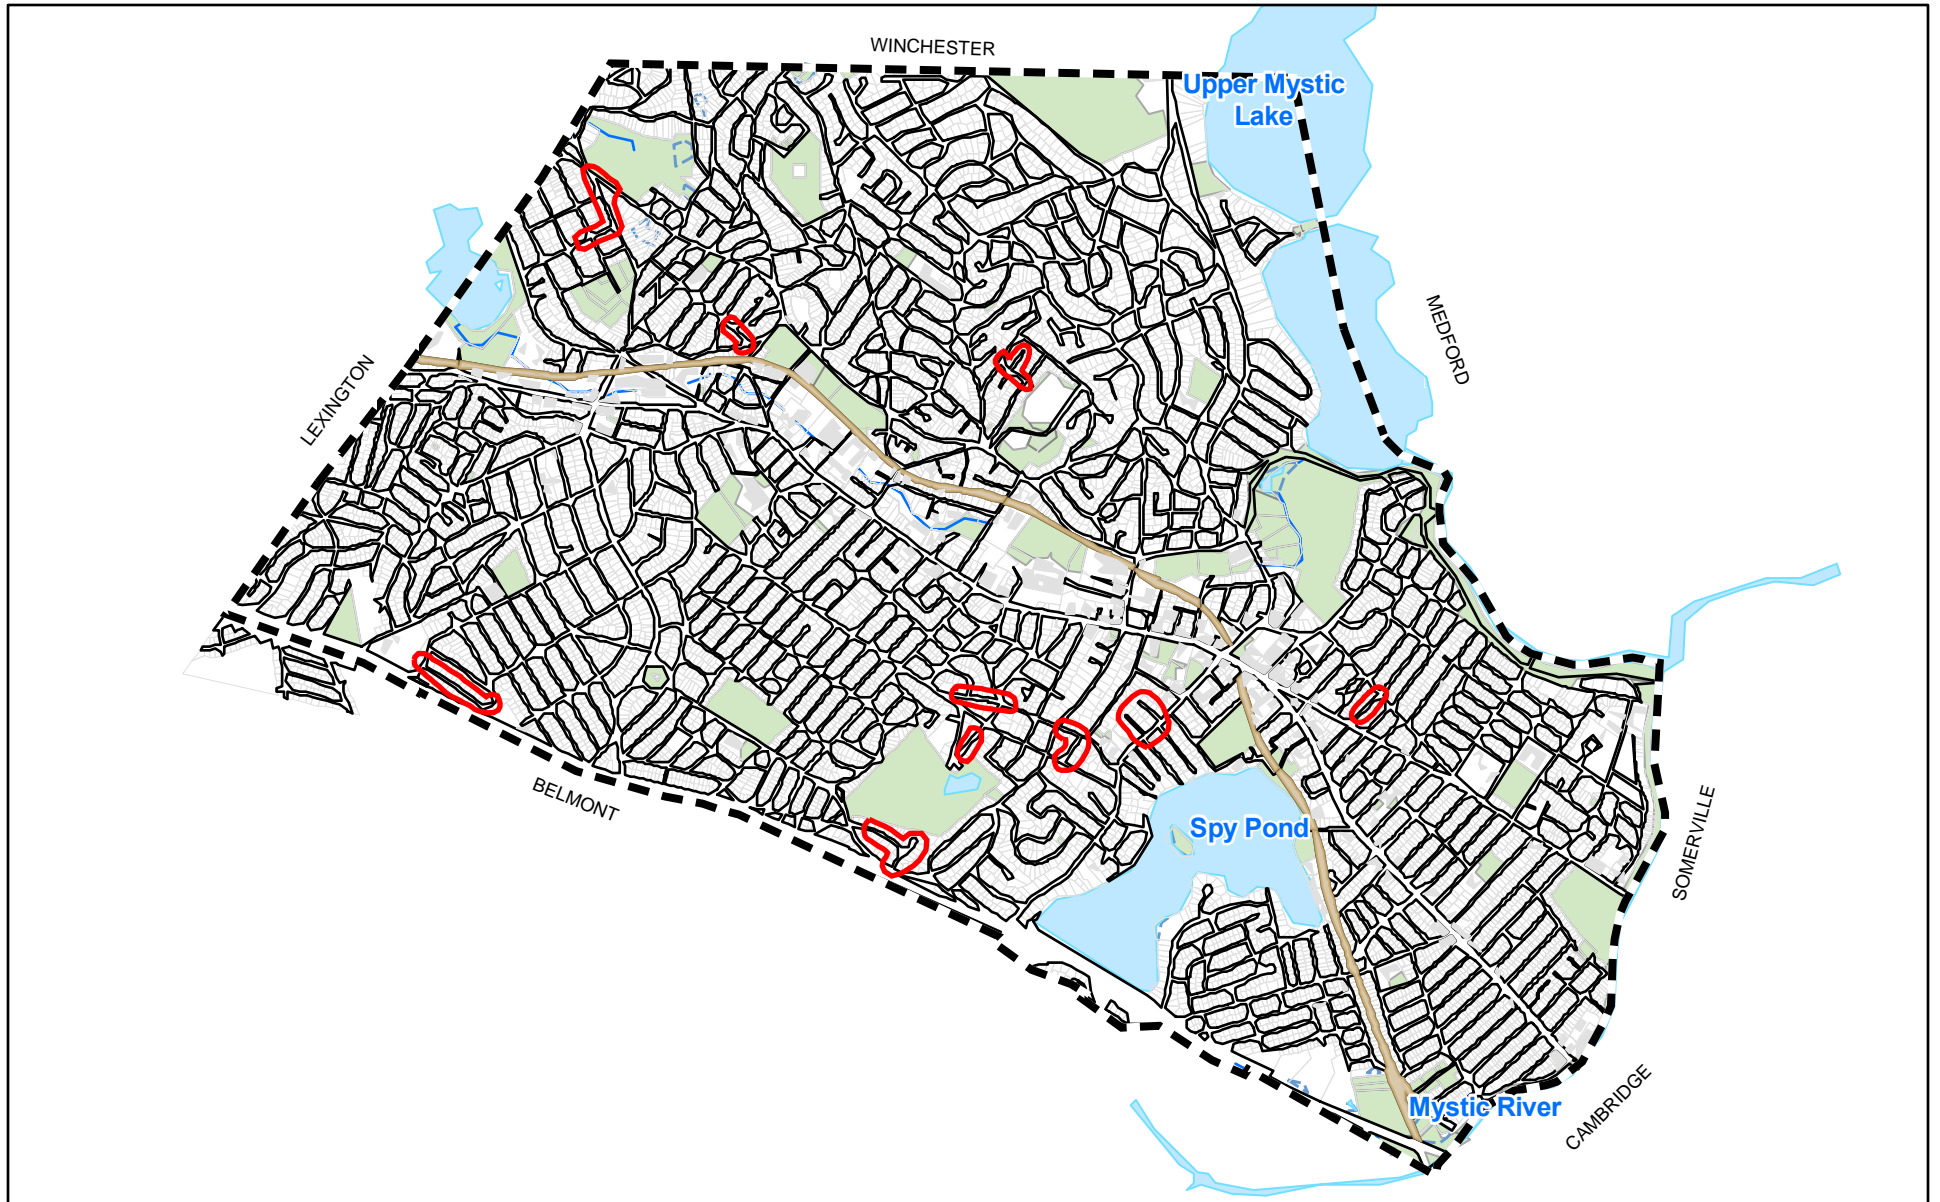 WINCHESTER
Upper Mystic
Lake
MEDFORD
LEXINGTON
BELMONT
Spy Pond
SOMERVILLE
Mystic River
CAMBRIDGE